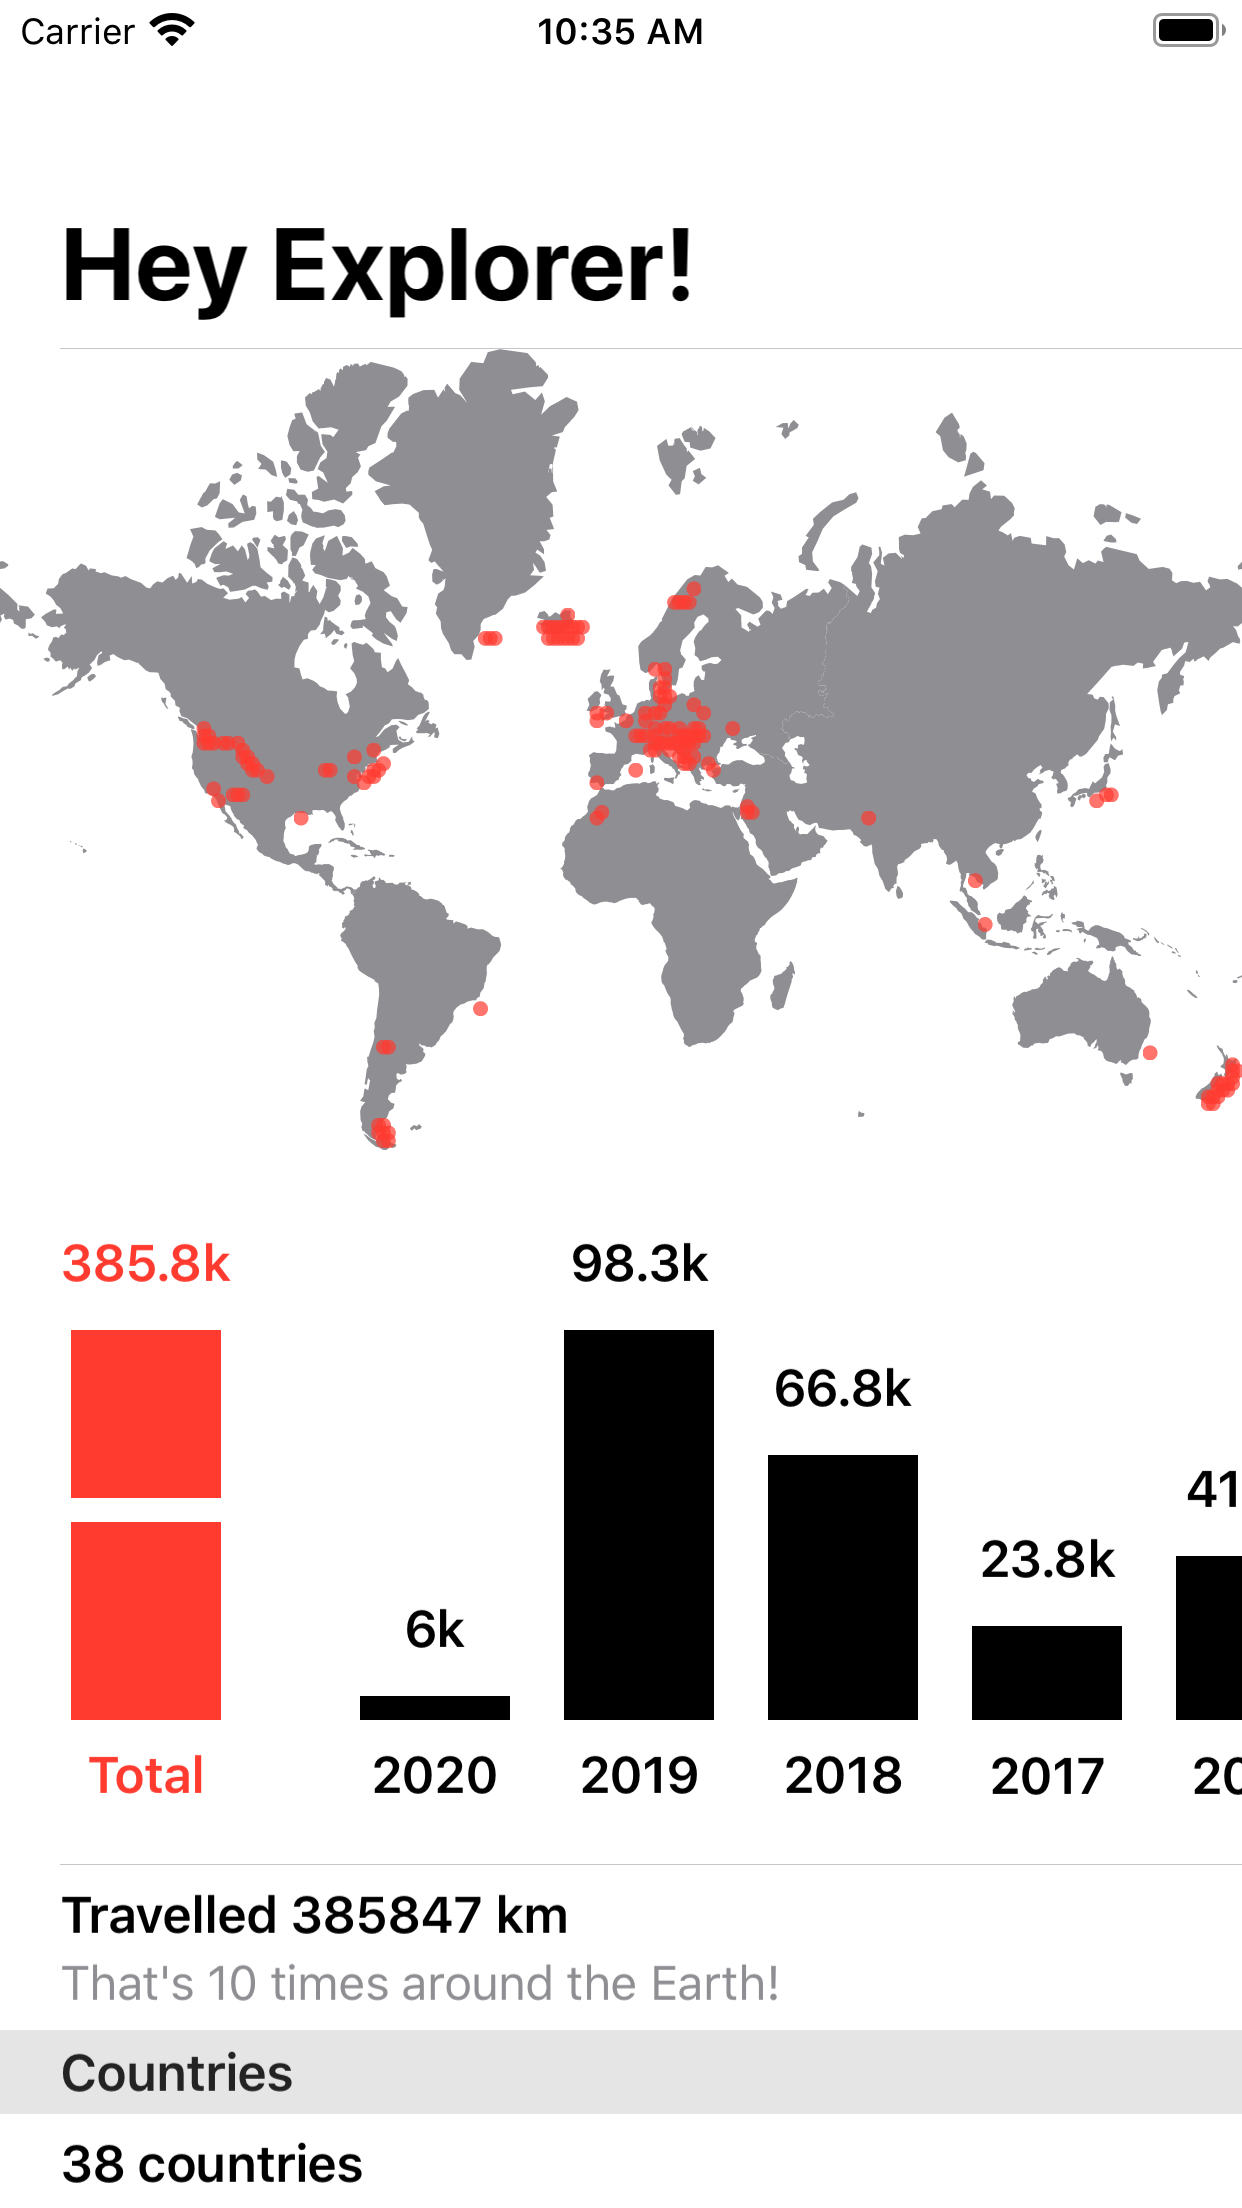 Carrier 10:35 AM
Hey Explorer!
385.8k 98.3k
66.8k
41
23.8k
6k
Total 2020 2019 2018 2017 20
Travelled 385847 km
That's 10 times around the Earth!
Countries
38 countries